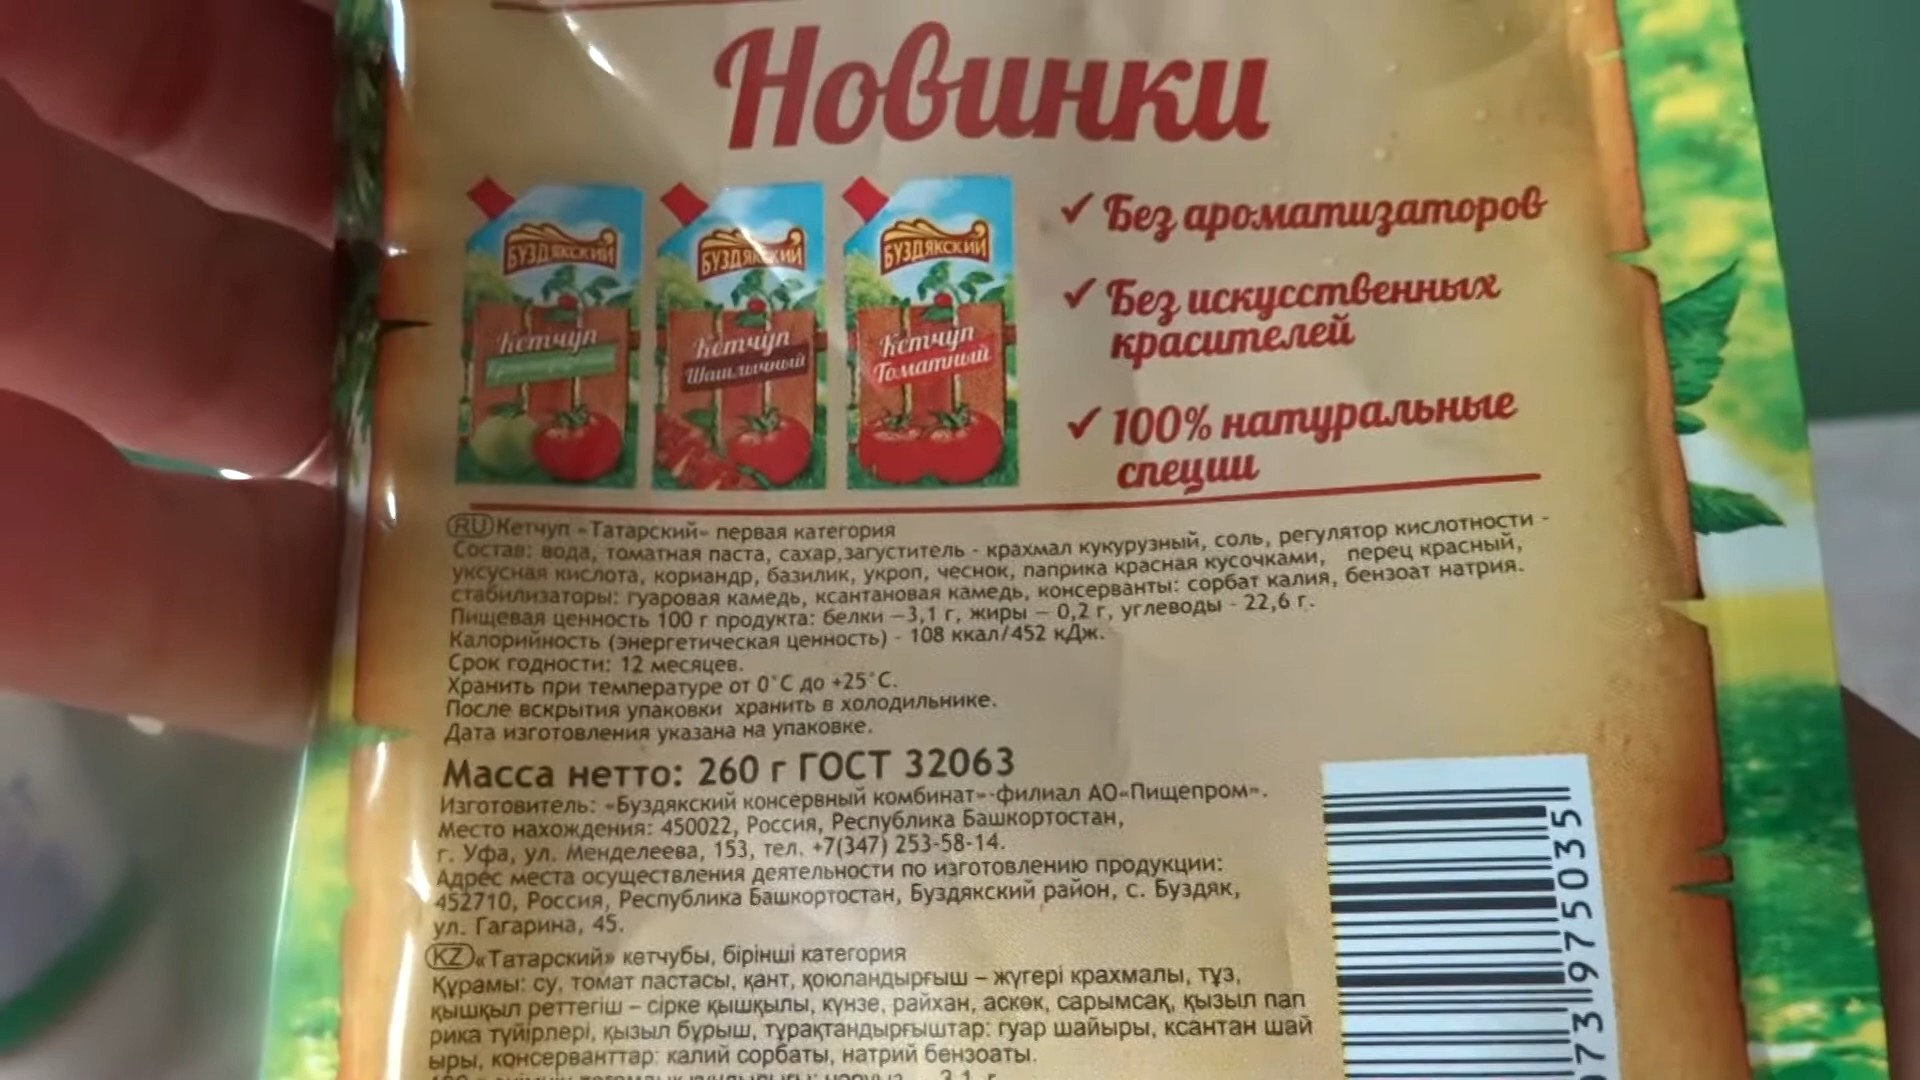 Новинки
БУЗДЯКСКИЙ
Кетчуп
БУЗДЯКСКИЙ
Кетчуп
Шашлычный
БУЗДЯКСКИЙ
Кетчуп
Томатный
✓ Без ароматизаторов
✓ Без искусственных
красителей
✓ 100% натуральные
специи
RU Кетчуп «Татарский» первая категория
Состав: вода, томатная паста, сахар, загуститель - крахмал кукурузный, соль, регулятор кислотности -
уксусная кислота, кориандр, базилик, укроп, чеснок, паприка красная кусочками, перец красный,
стабилизаторы: гуаровая камедь, ксантановая камедь, консерванты: сорбат калия, бензоат натрия.
Пищевая ценность 100 г продукта: белки – 3,1 г, жиры – 0,2 г, углеводы - 22,6 г.
Калорийность (энергетическая ценность) - 108 ккал/452 кДж.
Срок годности: 12 месяцев.
Хранить при температуре от 0°С до +25°С.
После вскрытия упаковки хранить в холодильнике.
Дата изготовления указана на упаковке.
Масса нетто: 260 г ГОСТ 32063
Изготовитель: «Буздякский консервный комбинат»-филиал АО«Пищепром».
Место нахождения: 450022, Россия, Республика Башкортостан,
г. Уфа, ул. Менделеева, 153, тел. +7(347) 253-58-14.
Адрес места осуществления деятельности по изготовлению продукции:
452710, Россия, Республика Башкортостан, Буздякский район, с. Буздяк,
ул. Гагарина, 45.
KZ «Татарский» кетчубы, бірінші категория
Құрамы: су, томат пастасы, қант, қоюландырғыш – жүгері крахмалы, тұз,
қышқыл реттегіш – сірке қышқылы, күнзе, райхан, аскөк, сарымсақ, қызыл пап
рика түйірлері, қызыл бұрыш, тұрақтандырғыштар: гуар шайыры, ксантан шай
ыры, консерванттар: калий сорбаты, натрий бензоаты.
73 1975035